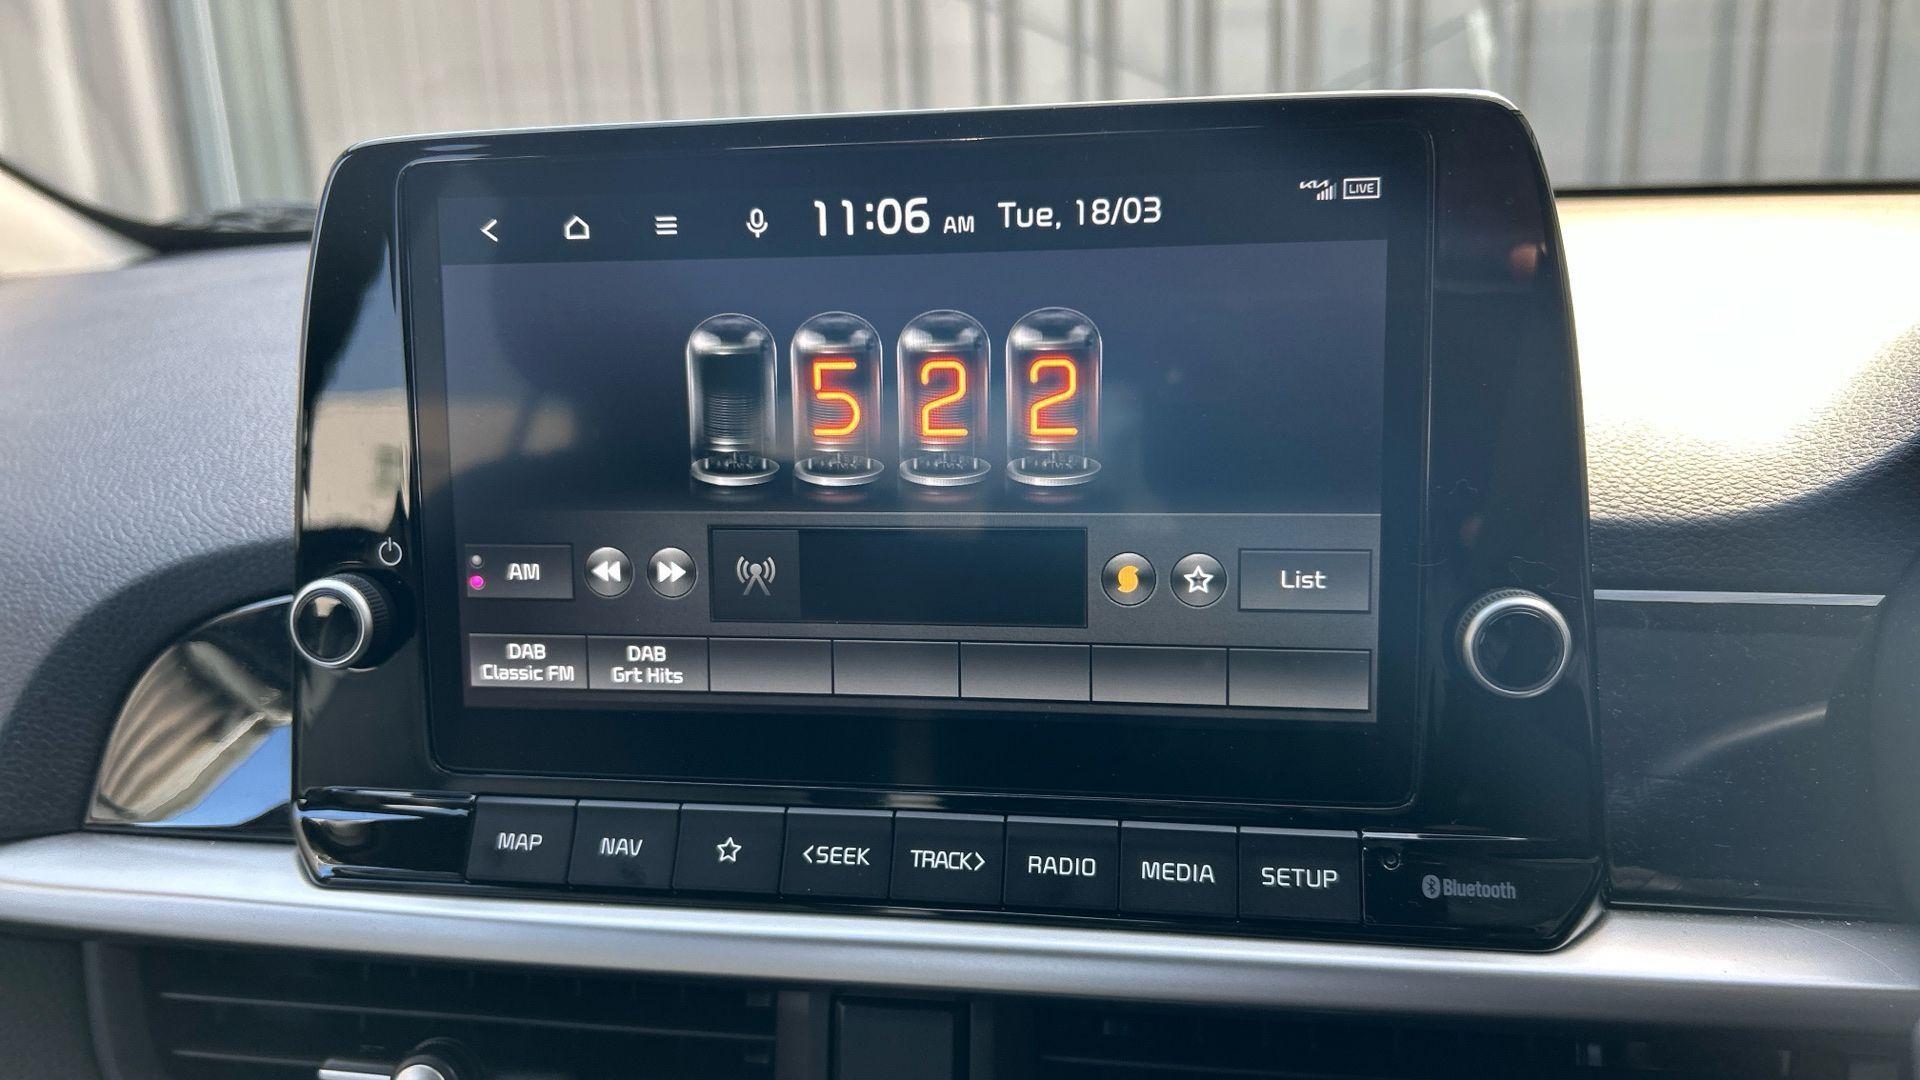 11:06 AM Tue, 18/03
KIA LIVE
522
AM
List
DAB
Classic FM
DAB
Grt Hits
MAP
NAV
<SEEK
TRACK>
RADIO
MEDIA
SETUP
Bluetooth